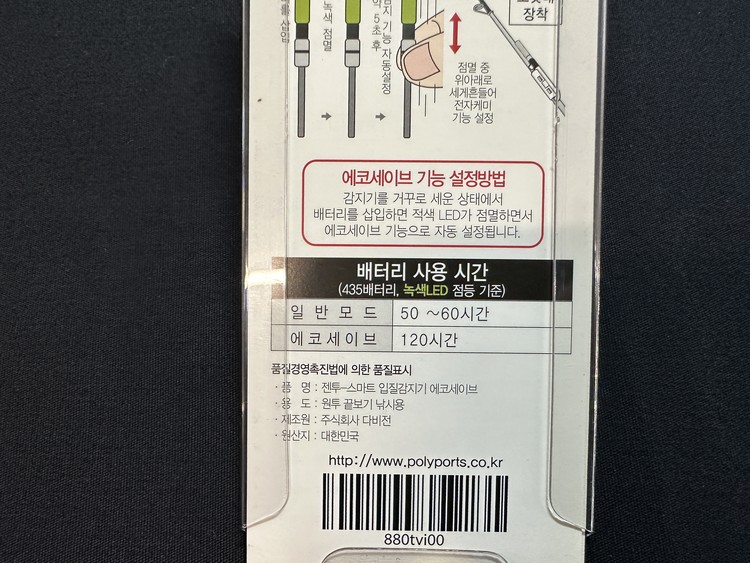 장착
녹색 점멸
약 5초 후
기능 자동설정
점멸 중
위아래로
세게흔들어
전자케미
기능 설정
에코세이브 기능 설정방법
감지기를 거꾸로 세운 상태에서
배터리를 삽입하면 적색 LED가 점멸하면서
에코세이브 기능으로 자동 설정됩니다.
배터리 사용 시간
(435배터리, 녹색LED 점등 기준)
일반모드 50 ~60시간
에코세이브 120시간
품질경영촉진법에 의한 품질표시
· 품 명 : 젠투-스마트 입질감지기 에코세이브
· 용 도 : 원투 끝보기 낚시용
· 제조원 : 주식회사 다비전
· 원산지 : 대한민국
http://www.polyports.co.kr
880tvi00